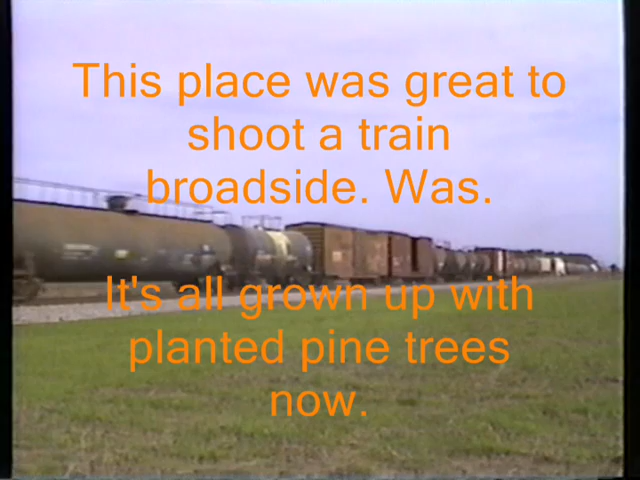 This place was great to
shoot a train
broadside. Was.
It's all grown up with
planted pine trees
now.